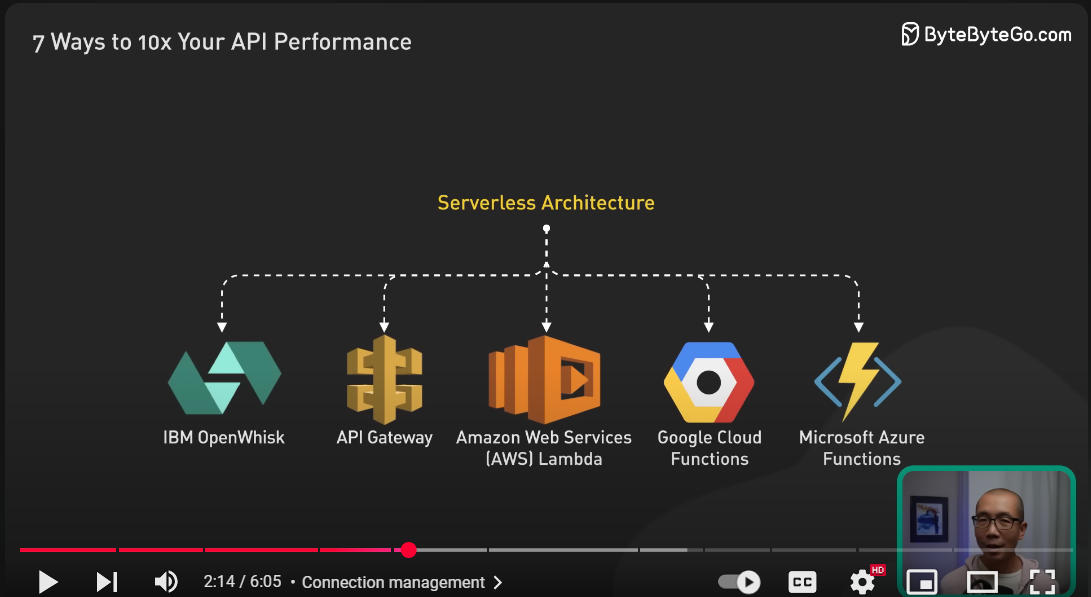 7 Ways to 10x Your API Performance
ByteByteGo.com
Serverless Architecture
IBM OpenWhisk
API Gateway
Amazon Web Services
(AWS) Lambda
Google Cloud
Functions
Microsoft Azure
Functions
2:14 / 6:05 • Connection management
CC
HD